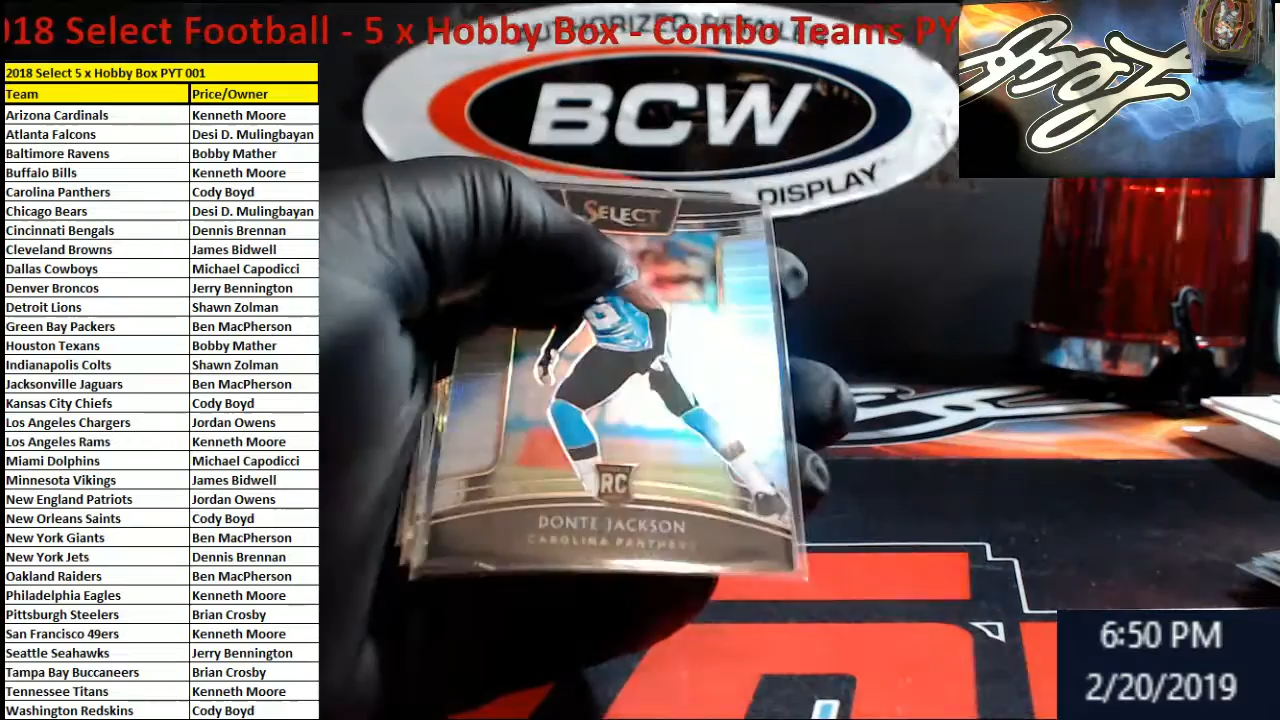 018 Select Football - 5 x Hobby Box - Combo Teams PY
2018 Select 5 x Hobby Box PYT 001
Team Price/Owner
Arizona Cardinals Kenneth Moore
Atlanta Falcons Desi D. Mulingbayan
Baltimore Ravens Bobby Mather
Buffalo Bills Kenneth Moore
Carolina Panthers Cody Boyd
Chicago Bears Desi D. Mulingbayan
Cincinnati Bengals Dennis Brennan
Cleveland Browns James Bidwell
Dallas Cowboys Michael Capodicci
Denver Broncos Jerry Bennington
Detroit Lions Shawn Zolman
Green Bay Packers Ben MacPherson
Houston Texans Bobby Mather
Indianapolis Colts Shawn Zolman
Jacksonville Jaguars Ben MacPherson
Kansas City Chiefs Cody Boyd
Los Angeles Chargers Jordan Owens
Los Angeles Rams Kenneth Moore
Miami Dolphins Michael Capodicci
Minnesota Vikings James Bidwell
New England Patriots Jordan Owens
New Orleans Saints Cody Boyd
New York Giants Ben MacPherson
New York Jets Dennis Brennan
Oakland Raiders Ben MacPherson
Philadelphia Eagles Kenneth Moore
Pittsburgh Steelers Brian Crosby
San Francisco 49ers Kenneth Moore
Seattle Seahawks Jerry Bennington
Tampa Bay Buccaneers Brian Crosby
Tennessee Titans Kenneth Moore
Washington Redskins Cody Boyd
BCW
DISPLAY
SELECT
RC
DONTE JACKSON
CAROLINA PANTHERS
6:50 PM
2/20/2019